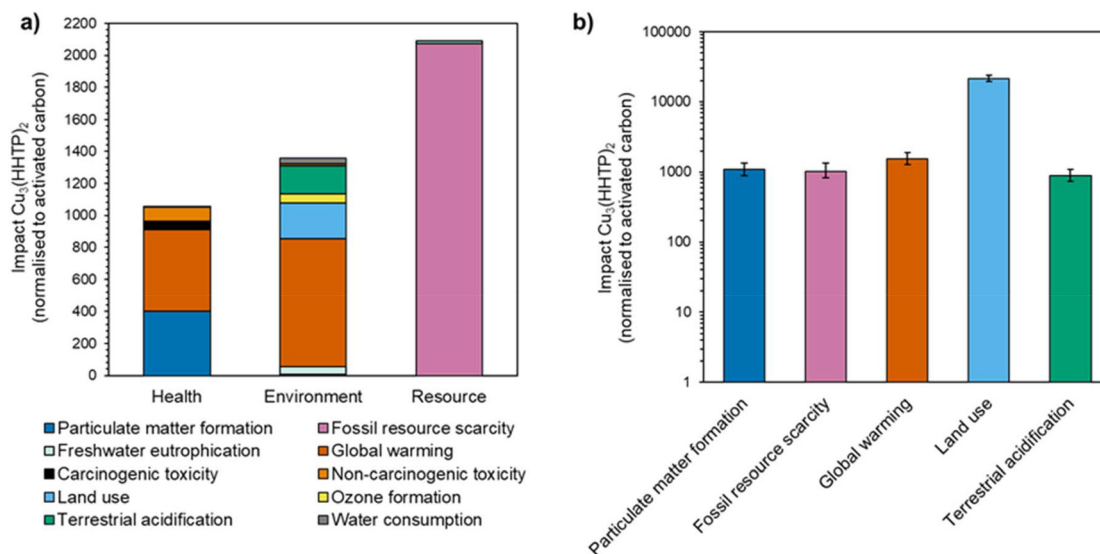 a)
Impact Cu3(HHTP)2
(normalised to activated carbon)
2200
2000
1800
1600
1400
1200
1000
800
600
400
200
0
Health
Environment
Resource
Particulate matter formation
Fossil resource scarcity
Freshwater eutrophication
Global warming
Carcinogenic toxicity
Non-carcinogenic toxicity
Land use
Ozone formation
Terrestrial acidification
Water consumption
b)
Impact Cu3(HHTP)2
(normalised to activated carbon)
100000
10000
1000
100
10
1
Particulate matter formation
Fossil resource scarcity
Global warming
Land use
Terrestrial acidification